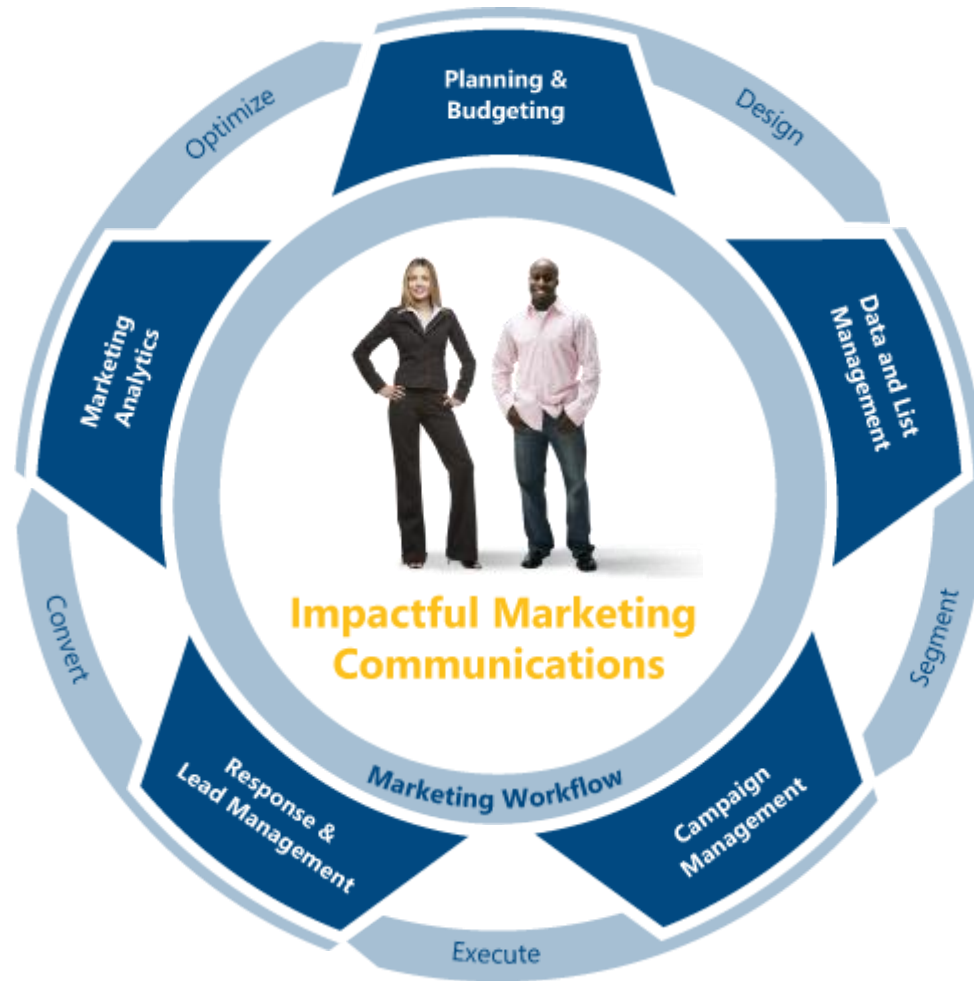 Planning &
Budgeting
Design
Data and List
Management
Segment
Campaign
Management
Execute
Response &
Lead Management
Convert
Marketing
Analytics
Optimize
Impactful Marketing
Communications
Marketing Workflow